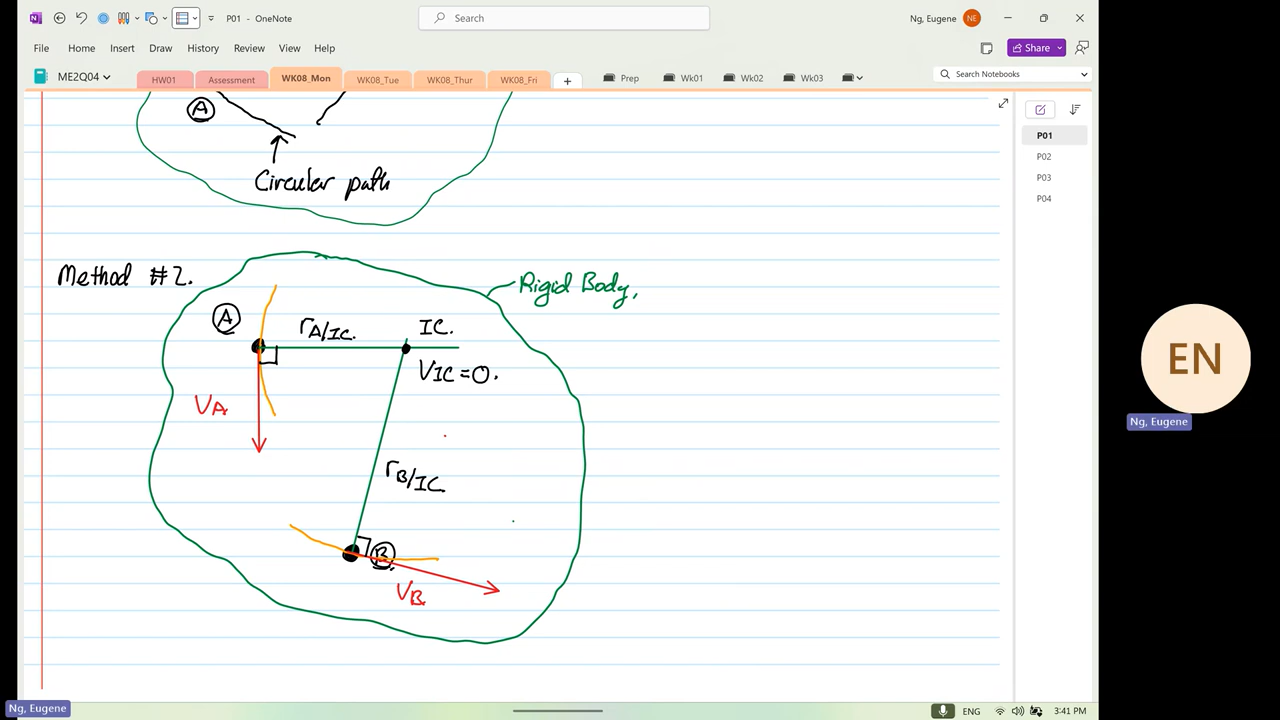 P01 - OneNote
Search
Ng, Eugene
NE
File
Home
Insert
Draw
History
Review
View
Help
Share
ME2Q04
HW01
Assessment
WK08_Mon
WK08_Tue
WK08_Thur
WK08_Fri
+
Prep
Wk01
Wk02
Wk03
Search Notebooks
P01
P02
P03
P04
A
Circular path
Method #2.
Rigid Body,
A
rA/IC.
IC.
VIC=0.
VA
rB/IC.
B
VB
EN
Ng, Eugene
Ng, Eugene
ENG
3:41 PM